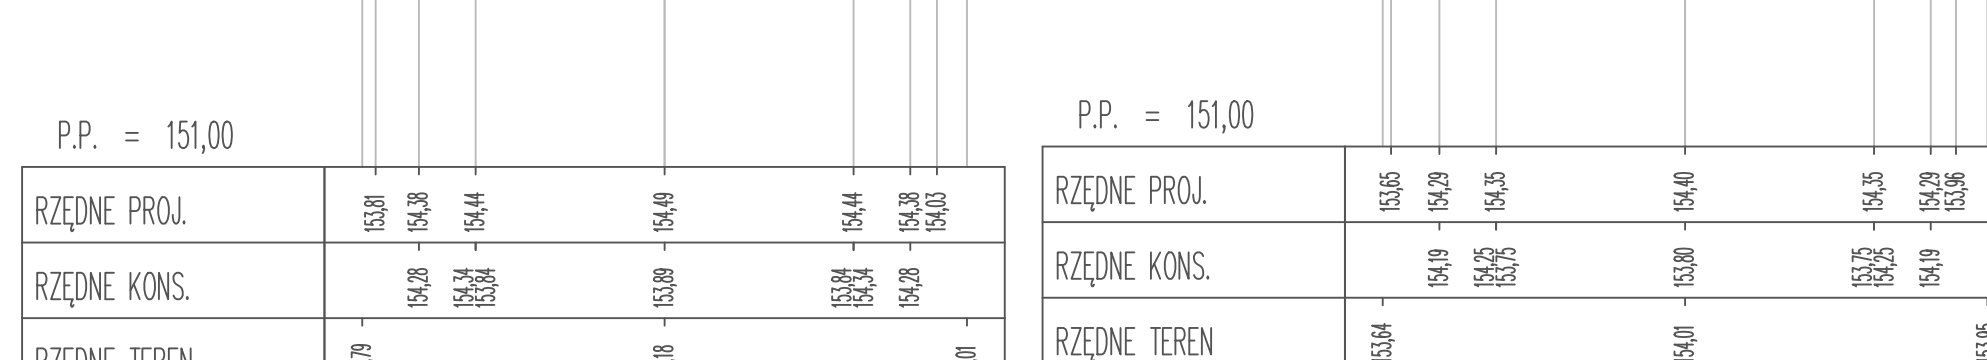 P.P. = 151,00
RZĘDNE PROJ. 153,81 154,38 154,44 154,49 154,44 154,38 154,03
RZĘDNE KONS. 154,28 154,34 153,84 153,89 153,84 154,34 154,28
RZĘDNE TEREN
P.P. = 151,00
RZĘDNE PROJ. 153,65 154,29 154,35 154,40 154,35 154,29 153,96
RZĘDNE KONS. 154,19 154,25 153,75 153,80 153,75 154,25 154,19
RZĘDNE TEREN 153,64 154,01